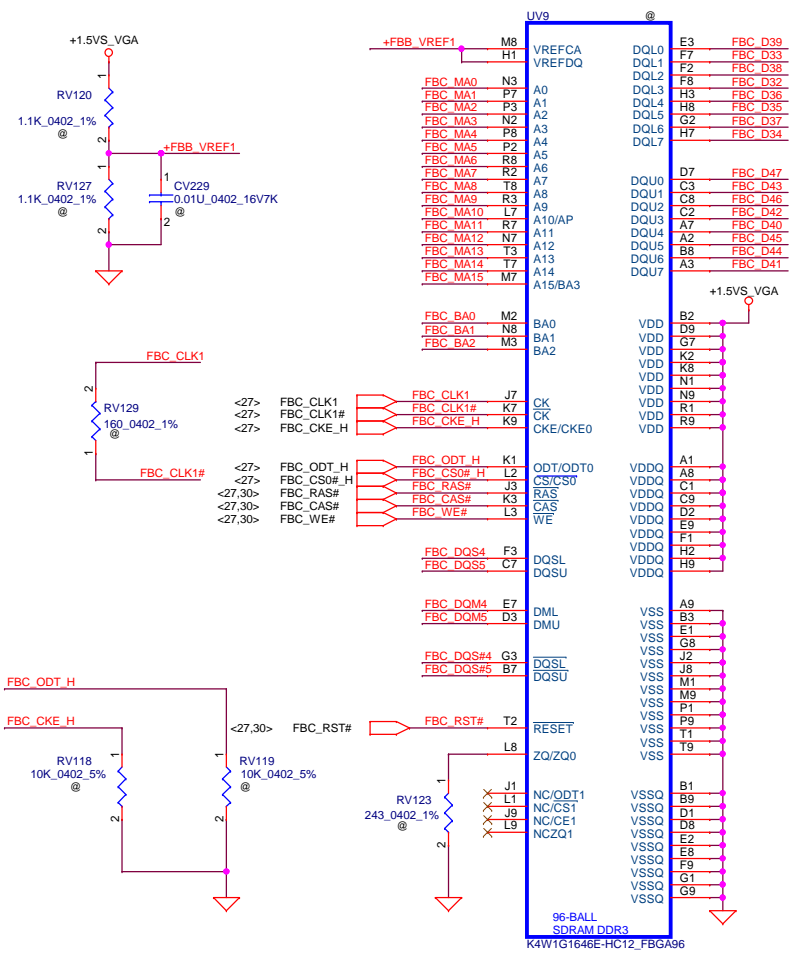 UV9 @
+1.5VS_VGA
1
RV120
1.1K_0402_1%
@
2
+FBB_VREF1
1
RV127
1.1K_0402_1%
@
2
1
CV229
0.01U_0402_16V7K
@
2
FBC_CLK1
2
RV129
160_0402_1%
@
1
FBC_CLK1#
FBC_ODT_H
FBC_CKE_H
1
RV118
10K_0402_5%
@
2
1
RV119
10K_0402_5%
@
2
+FBB_VREF1 M8 VREFCA
H1 VREFDQ
FBC_MA0 N3 A0
FBC_MA1 P7 A1
FBC_MA2 P3 A2
FBC_MA3 N2 A3
FBC_MA4 P8 A4
FBC_MA5 P2 A5
FBC_MA6 R8 A6
FBC_MA7 R2 A7
FBC_MA8 T8 A8
FBC_MA9 R3 A9
FBC_MA10 L7 A10/AP
FBC_MA11 R7 A11
FBC_MA12 N7 A12
FBC_MA13 T3 A13
FBC_MA14 T7 A14
FBC_MA15 M7 A15/BA3
FBC_BA0 M2 BA0
FBC_BA1 N8 BA1
FBC_BA2 M3 BA2
<27> FBC_CLK1 FBC_CLK1 J7 CK
<27> FBC_CLK1# FBC_CLK1# K7 CK
<27> FBC_CKE_H FBC_CKE_H K9 CKE/CKE0
<27> FBC_ODT_H FBC_ODT_H K1 ODT/ODT0
<27> FBC_CS0#_H FBC_CS0#_H L2 CS/CS0
<27,30> FBC_RAS# FBC_RAS# J3 RAS
<27,30> FBC_CAS# FBC_CAS# K3 CAS
<27,30> FBC_WE# FBC_WE# L3 WE
FBC_DQS4 F3 DQSL
FBC_DQS5 C7 DQSU
FBC_DQM4 E7 DML
FBC_DQM5 D3 DMU
FBC_DQS#4 G3 DQSL
FBC_DQS#5 B7 DQSU
<27,30> FBC_RST# FBC_RST# T2 RESET
L8 ZQ/ZQ0
1
RV123
243_0402_1%
@
2
J1 NC/ODT1
L1 NC/CS1
J9 NC/CE1
L9 NCZQ1
DQL0 E3 FBC_D39
DQL1 F7 FBC_D33
DQL2 F2 FBC_D38
DQL3 F8 FBC_D32
DQL4 H3 FBC_D36
DQL5 H8 FBC_D35
DQL6 G2 FBC_D37
DQL7 H7 FBC_D34
DQU0 D7 FBC_D47
DQU1 C3 FBC_D43
DQU2 C8 FBC_D46
DQU3 C2 FBC_D42
DQU4 A7 FBC_D40
DQU5 A2 FBC_D45
DQU6 B8 FBC_D44
DQU7 A3 FBC_D41
+1.5VS_VGA
VDD B2
VDD D9
VDD G7
VDD K2
VDD K8
VDD N1
VDD N9
VDD R1
VDD R9
VDDQ A1
VDDQ A8
VDDQ C1
VDDQ C9
VDDQ D2
VDDQ E9
VDDQ F1
VDDQ H2
VDDQ H9
VSS A9
VSS B3
VSS E1
VSS G8
VSS J2
VSS J8
VSS M1
VSS M9
VSS P1
VSS P9
VSS T1
VSS T9
VSSQ B1
VSSQ B9
VSSQ D1
VSSQ D8
VSSQ E2
VSSQ E8
VSSQ F9
VSSQ G1
VSSQ G9
96-BALL
SDRAM DDR3
K4W1G1646E-HC12_FBGA96